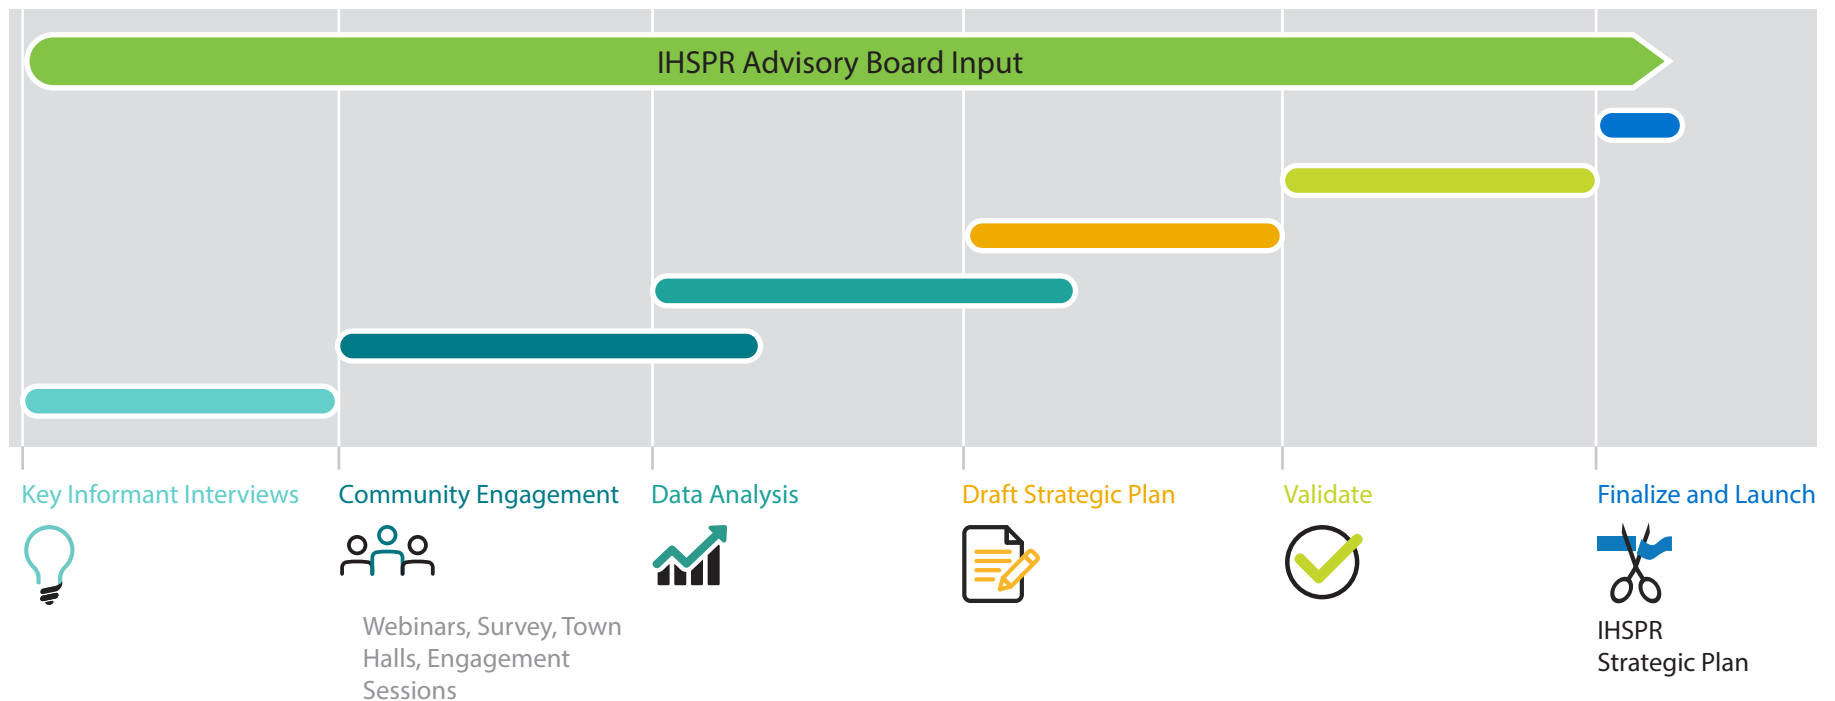 IHSPR Advisory Board Input
Key Informant Interviews
Community Engagement
Data Analysis
Draft Strategic Plan
Validate
Finalize and Launch
Webinars, Survey, Town
Halls, Engagement
Sessions
IHSPR
Strategic Plan